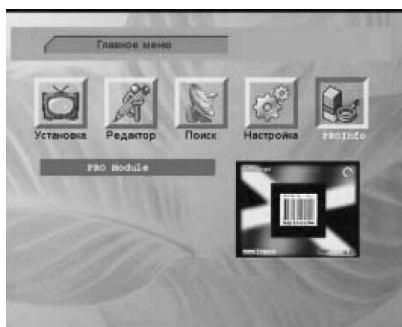 Главное меню
Установка
Редактор
Поиск
Настройка
PROInfo
PRO Module